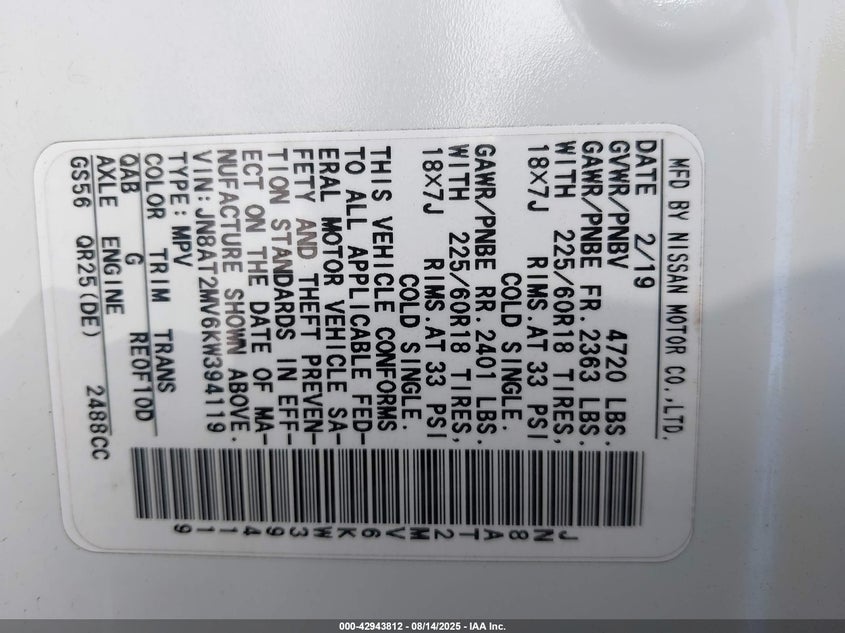 MFD BY NISSAN MOTOR CO.,LTD.
DATE 2/19
GVWR/PNBV 4720 LBS.
GAWR/PNBE FR. 2363 LBS.
WITH 225/60R18 TIRES,
18X7J RIMS.AT 33 PSI
COLD SINGLE.
GAWR/PNBE RR. 2401 LBS.
WITH 225/60R18 TIRES,
18X7J RIMS.AT 33 PSI
COLD SINGLE.
THIS VEHICLE CONFORMS
TO ALL APPLICABLE FED-
ERAL MOTOR VEHICLE SA-
FETY AND THEFT PREVEN-
TION STANDARDS IN EFF-
ECT ON THE DATE OF MA-
NUFACTURE SHOWN ABOVE.
VIN:JN8AT2MV6KW394119
TYPE:MPV
COLOR TRIM TRANS
QAB G RE0F10D
AXLE ENGINE
GS56 QR25(DE) 2488CC
JN8AT2MV6KW394119
000-42943812 - 08/14/2025 - IAA Inc.